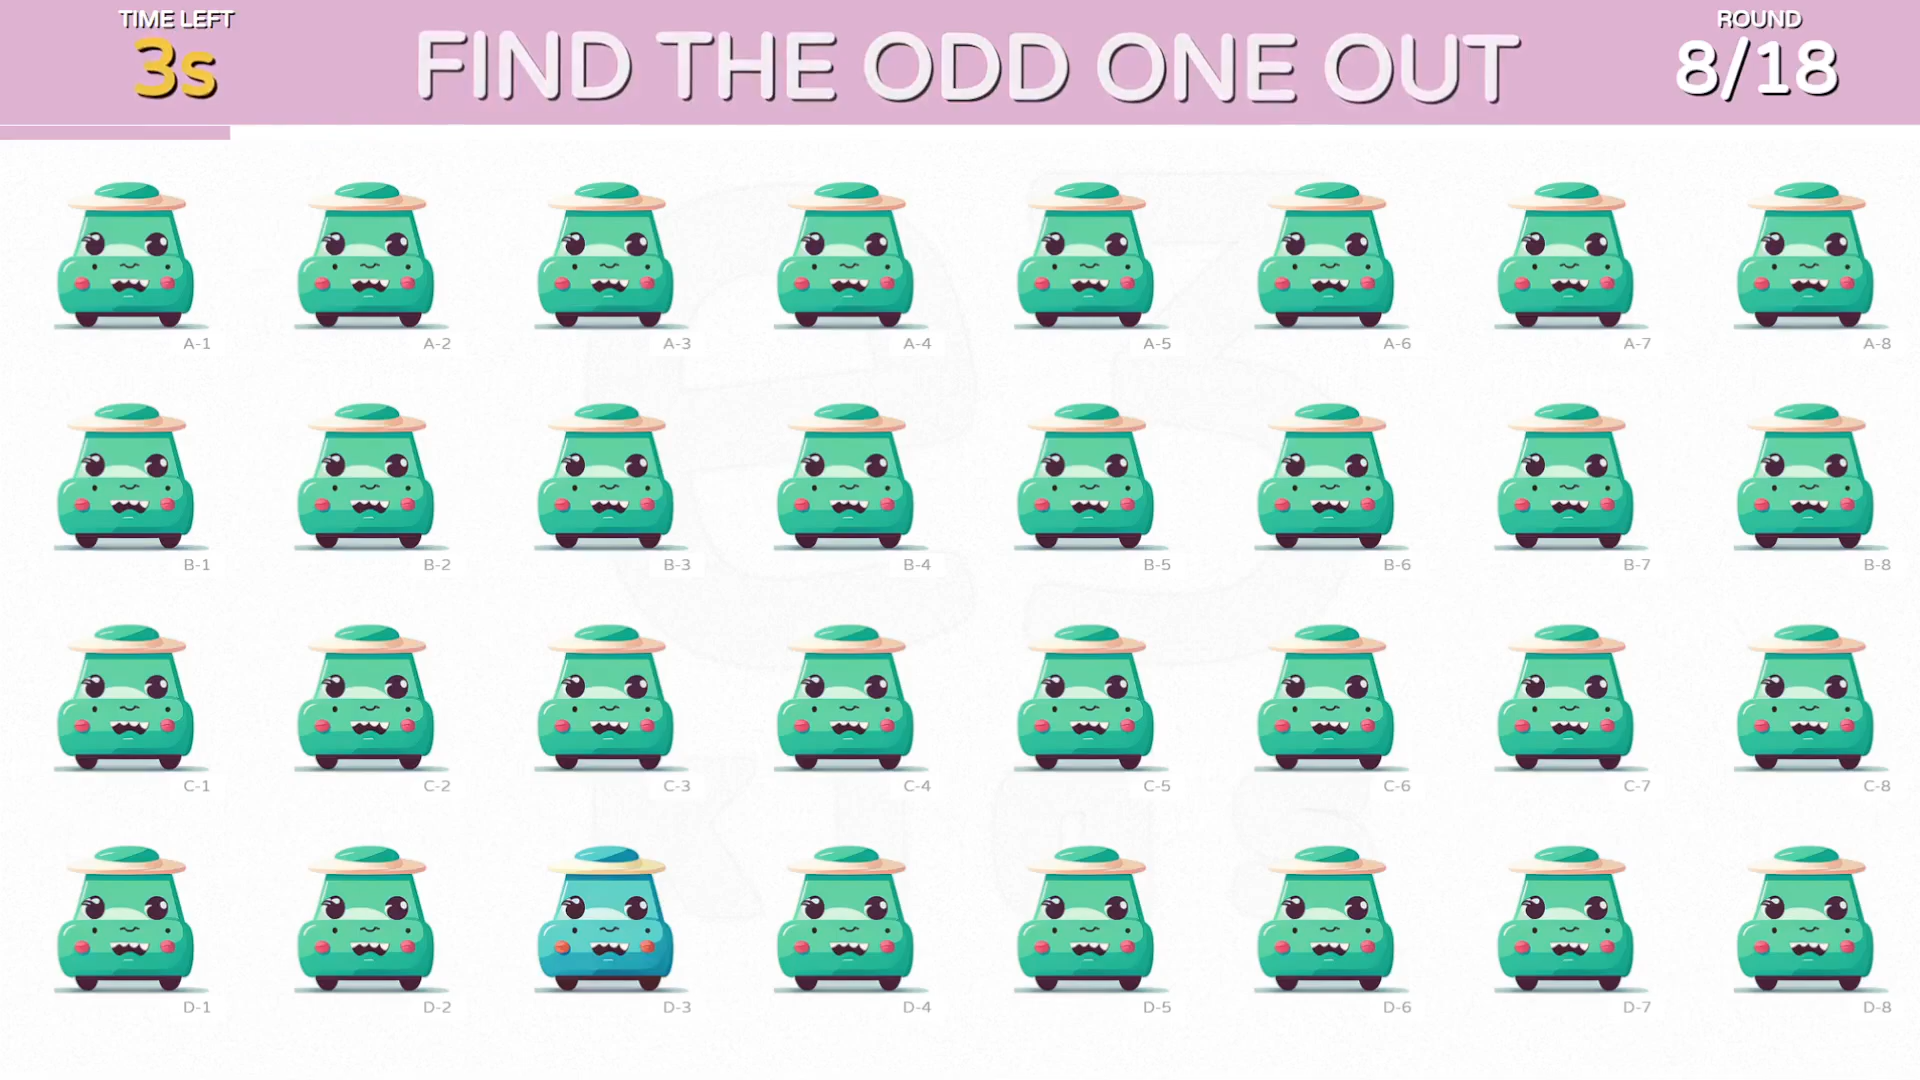 TIME LEFT
3s
FIND THE ODD ONE OUT
ROUND
8/18
A-1 A-2 A-3 A-4 A-5 A-6 A-7 A-8
B-1 B-2 B-3 B-4 B-5 B-6 B-7 B-8
C-1 C-2 C-3 C-4 C-5 C-6 C-7 C-8
D-1 D-2 D-3 D-4 D-5 D-6 D-7 D-8